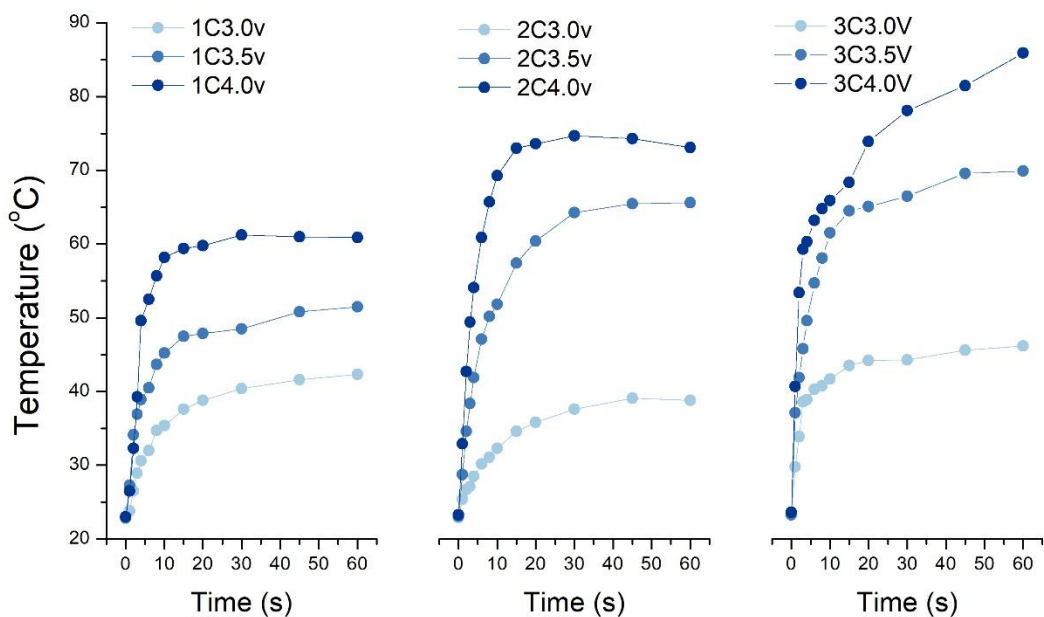 90
80
70
60
50
40
30
20
Temperature (°C)
1C3.0v
1C3.5v
1C4.0v
0 10 20 30 40 50 60
Time (s)
2C3.0v
2C3.5v
2C4.0v
0 10 20 30 40 50 60
Time (s)
3C3.0V
3C3.5V
3C4.0V
0 10 20 30 40 50 60
Time (s)